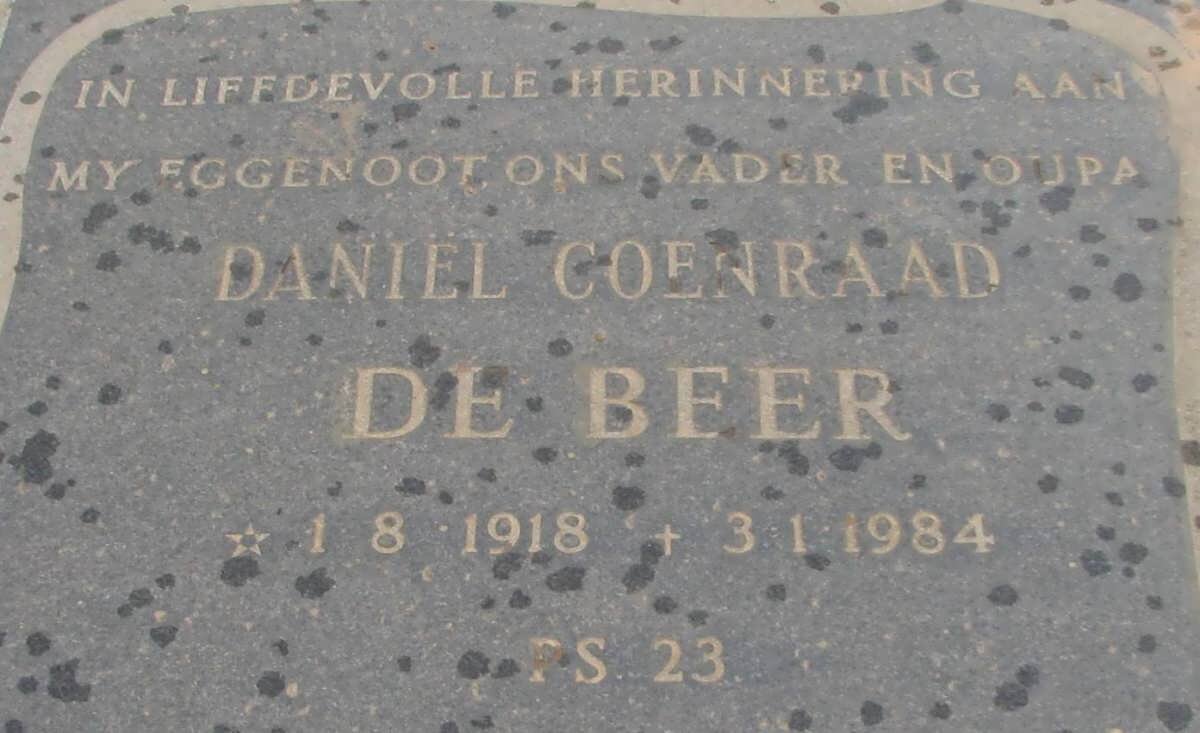 IN LIEFDEVOLLE HERINNERING AAN
MY EGGENOOT, ONS VADER EN OUPA
DANIEL COENRAAD
DE BEER
☆ 1 8 1918 + 3 1 1984
PS 23